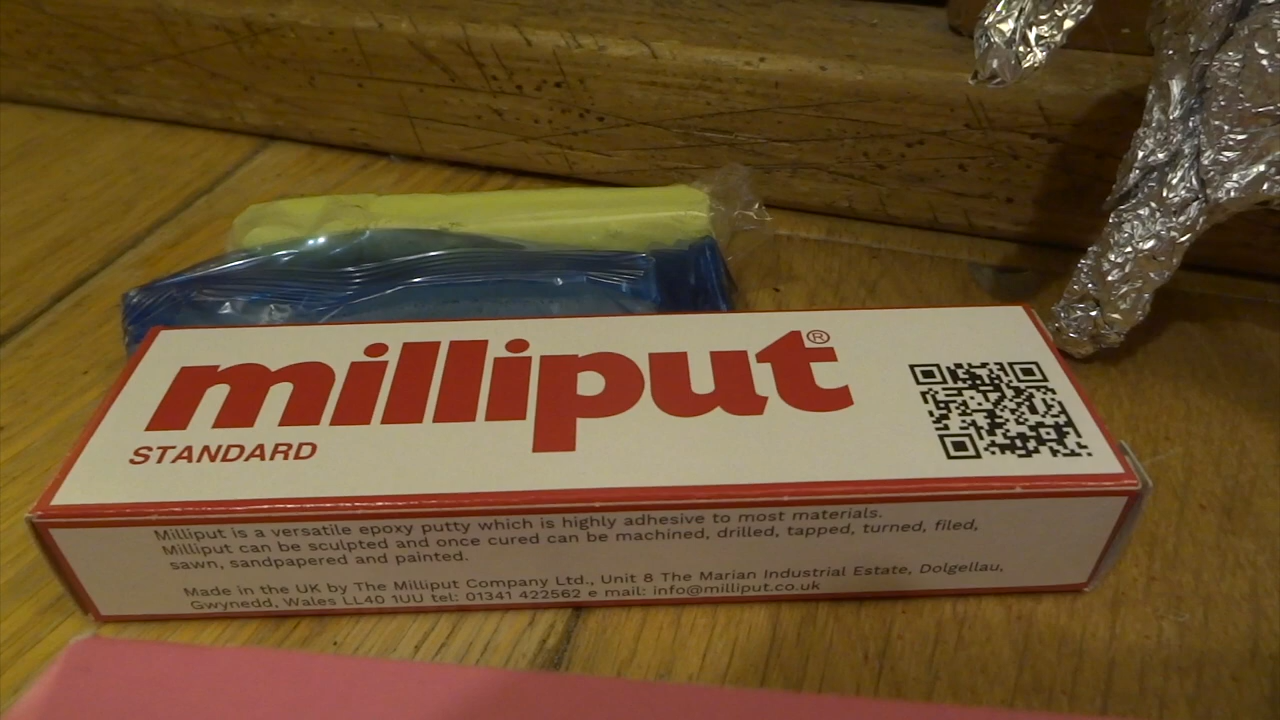 milliput®
STANDARD
Milliput is a versatile epoxy putty which is highly adhesive to most materials.
Milliput can be sculpted and once cured can be machined, drilled, tapped, turned, filed,
sawn, sandpapered and painted.
Made in the UK by The Milliput Company Ltd., Unit 8 The Marian Industrial Estate, Dolgellau,
Gwynedd, Wales LL40 1UU tel: 01341 422562 e mail: info@milliput.co.uk